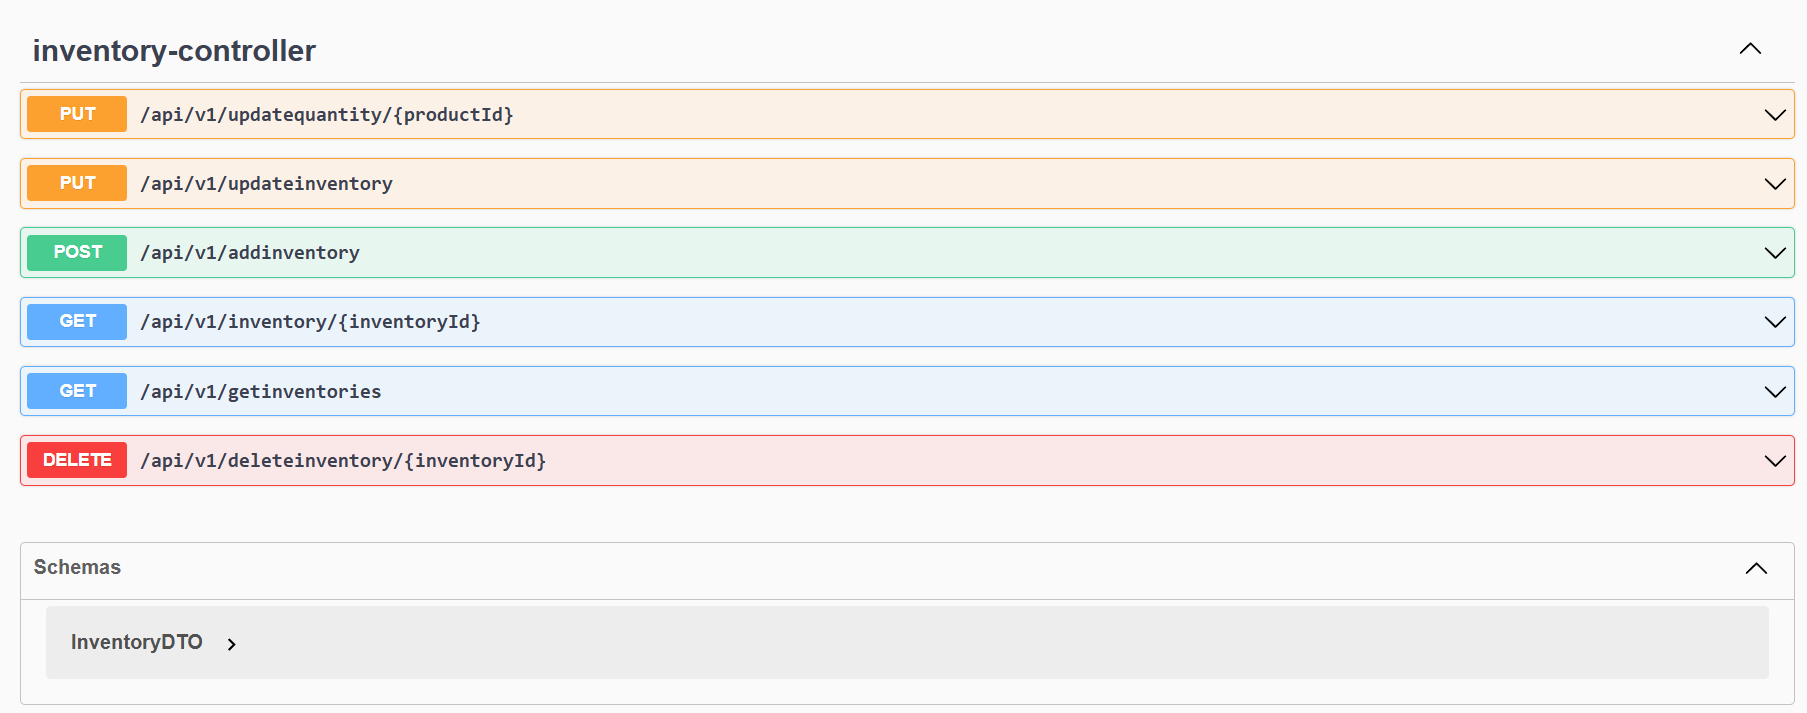 inventory-controller
PUT /api/v1/updatequantity/{productId}
PUT /api/v1/updateinventory
POST /api/v1/addinventory
GET /api/v1/inventory/{inventoryId}
GET /api/v1/getinventories
DELETE /api/v1/deleteinventory/{inventoryId}
Schemas
InventoryDTO